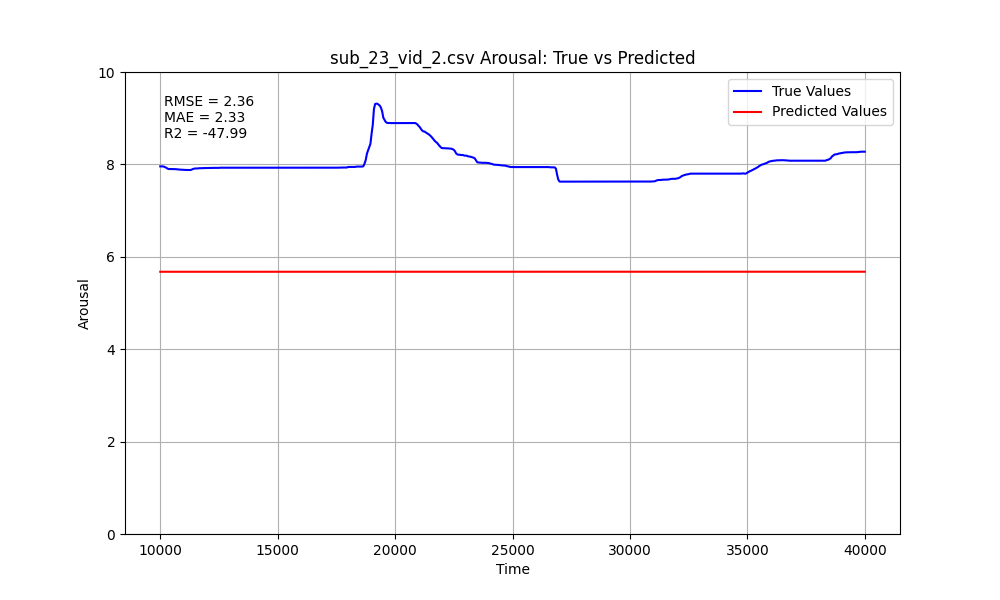 sub_23_vid_2.csv Arousal: True vs Predicted
RMSE = 2.36
MAE = 2.33
R2 = -47.99
True Values
Predicted Values
Arousal
10
8
6
4
2
0
10000 15000 20000 25000 30000 35000 40000
Time